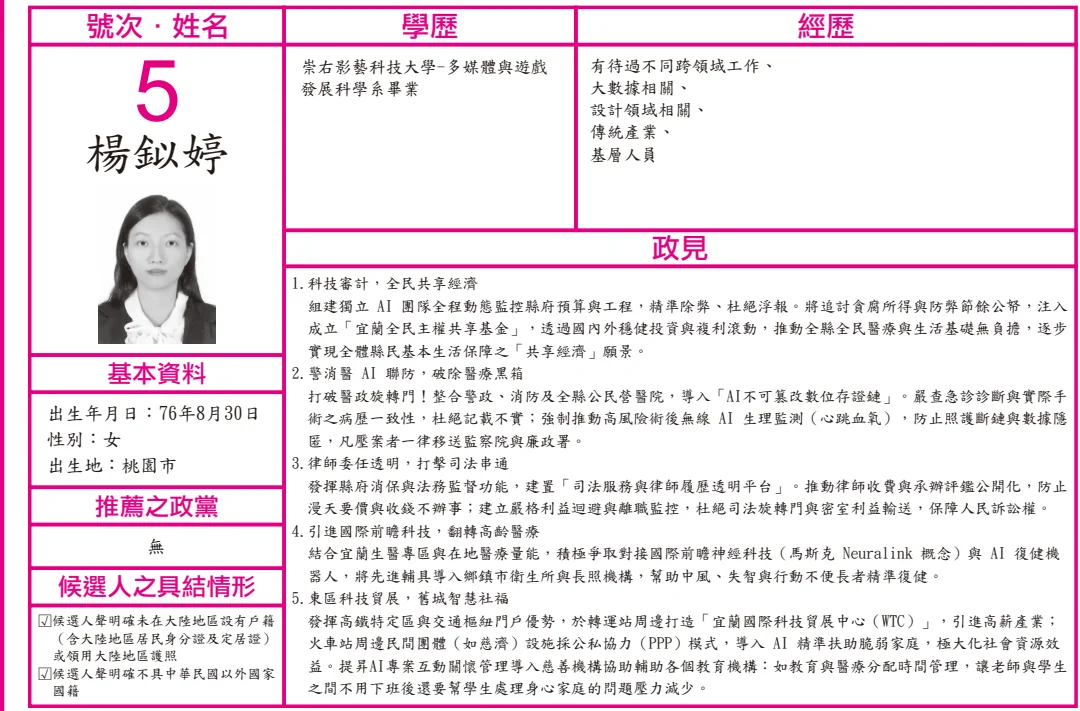 號次．姓名
5
楊鈊婷
基本資料
出生年月日：76年8月30日
性別：女
出生地：桃園市
推薦之政黨
無
候選人之具結情形
☑候選人聲明確未在大陸地區設有戶籍
（含大陸地區居民身分證及定居證）
或領用大陸地區護照
☑候選人聲明確不具中華民國以外國家
國籍
學歷
崇右影藝科技大學-多媒體與遊戲
發展科學系畢業
經歷
有待過不同跨領域工作、
大數據相關、
設計領域相關、
傳統產業、
基層人員
政見
1.科技審計，全民共享經濟
組建獨立 AI 團隊全程動態監控縣府預算與工程，精準除弊、杜絕浮報。將追討貪腐所得與防弊節餘公帑，注入
成立「宜蘭全民主權共享基金」，透過國內外穩健投資與複利滾動，推動全縣全民醫療與生活基礎無負擔，逐步
實現全體縣民基本生活保障之「共享經濟」願景。
2.警消醫 AI 聯防，破除醫療黑箱
打破醫政旋轉門！整合警政、消防及全縣公民營醫院，導入「AI不可篡改數位存證鏈」。嚴查急診診斷與實際手
術之病歷一致性，杜絕記載不實；強制推動高風險術後無線 AI 生理監測（心跳血氧），防止照護斷鏈與數據隱
匿，凡壓案者一律移送監察院與廉政署。
3.律師委任透明，打擊司法串通
發揮縣府消保與法務監督功能，建置「司法服務與律師履歷透明平台」。推動律師收費與承辦評鑑公開化，防止
漫天要價與收錢不辦事；建立嚴格利益迴避與離職監控，杜絕司法旋轉門與密室利益輸送，保障人民訴訟權。
4.引進國際前瞻科技，翻轉高齡醫療
結合宜蘭生醫專區與在地醫療量能，積極爭取對接國際前瞻神經科技（馬斯克 Neuralink 概念）與 AI 復健機
器人，將先進輔具導入鄉鎮市衛生所與長照機構，幫助中風、失智與行動不便長者精準復健。
5.東區科技貿展，舊城智慧社福
發揮高鐵特定區與交通樞紐門戶優勢，於轉運站周邊打造「宜蘭國際科技貿展中心（WTC）」，引進高薪產業；
火車站周邊民間團體（如慈濟）設施採公私協力（PPP）模式，導入 AI 精準扶助脆弱家庭，極大化社會資源效
益。提昇AI專案互動關懷管理導入慈善機構協助輔助各個教育機構：如教育與醫療分配時間管理，讓老師與學生
之間不用下班後還要幫學生處理身心家庭的問題壓力減少。